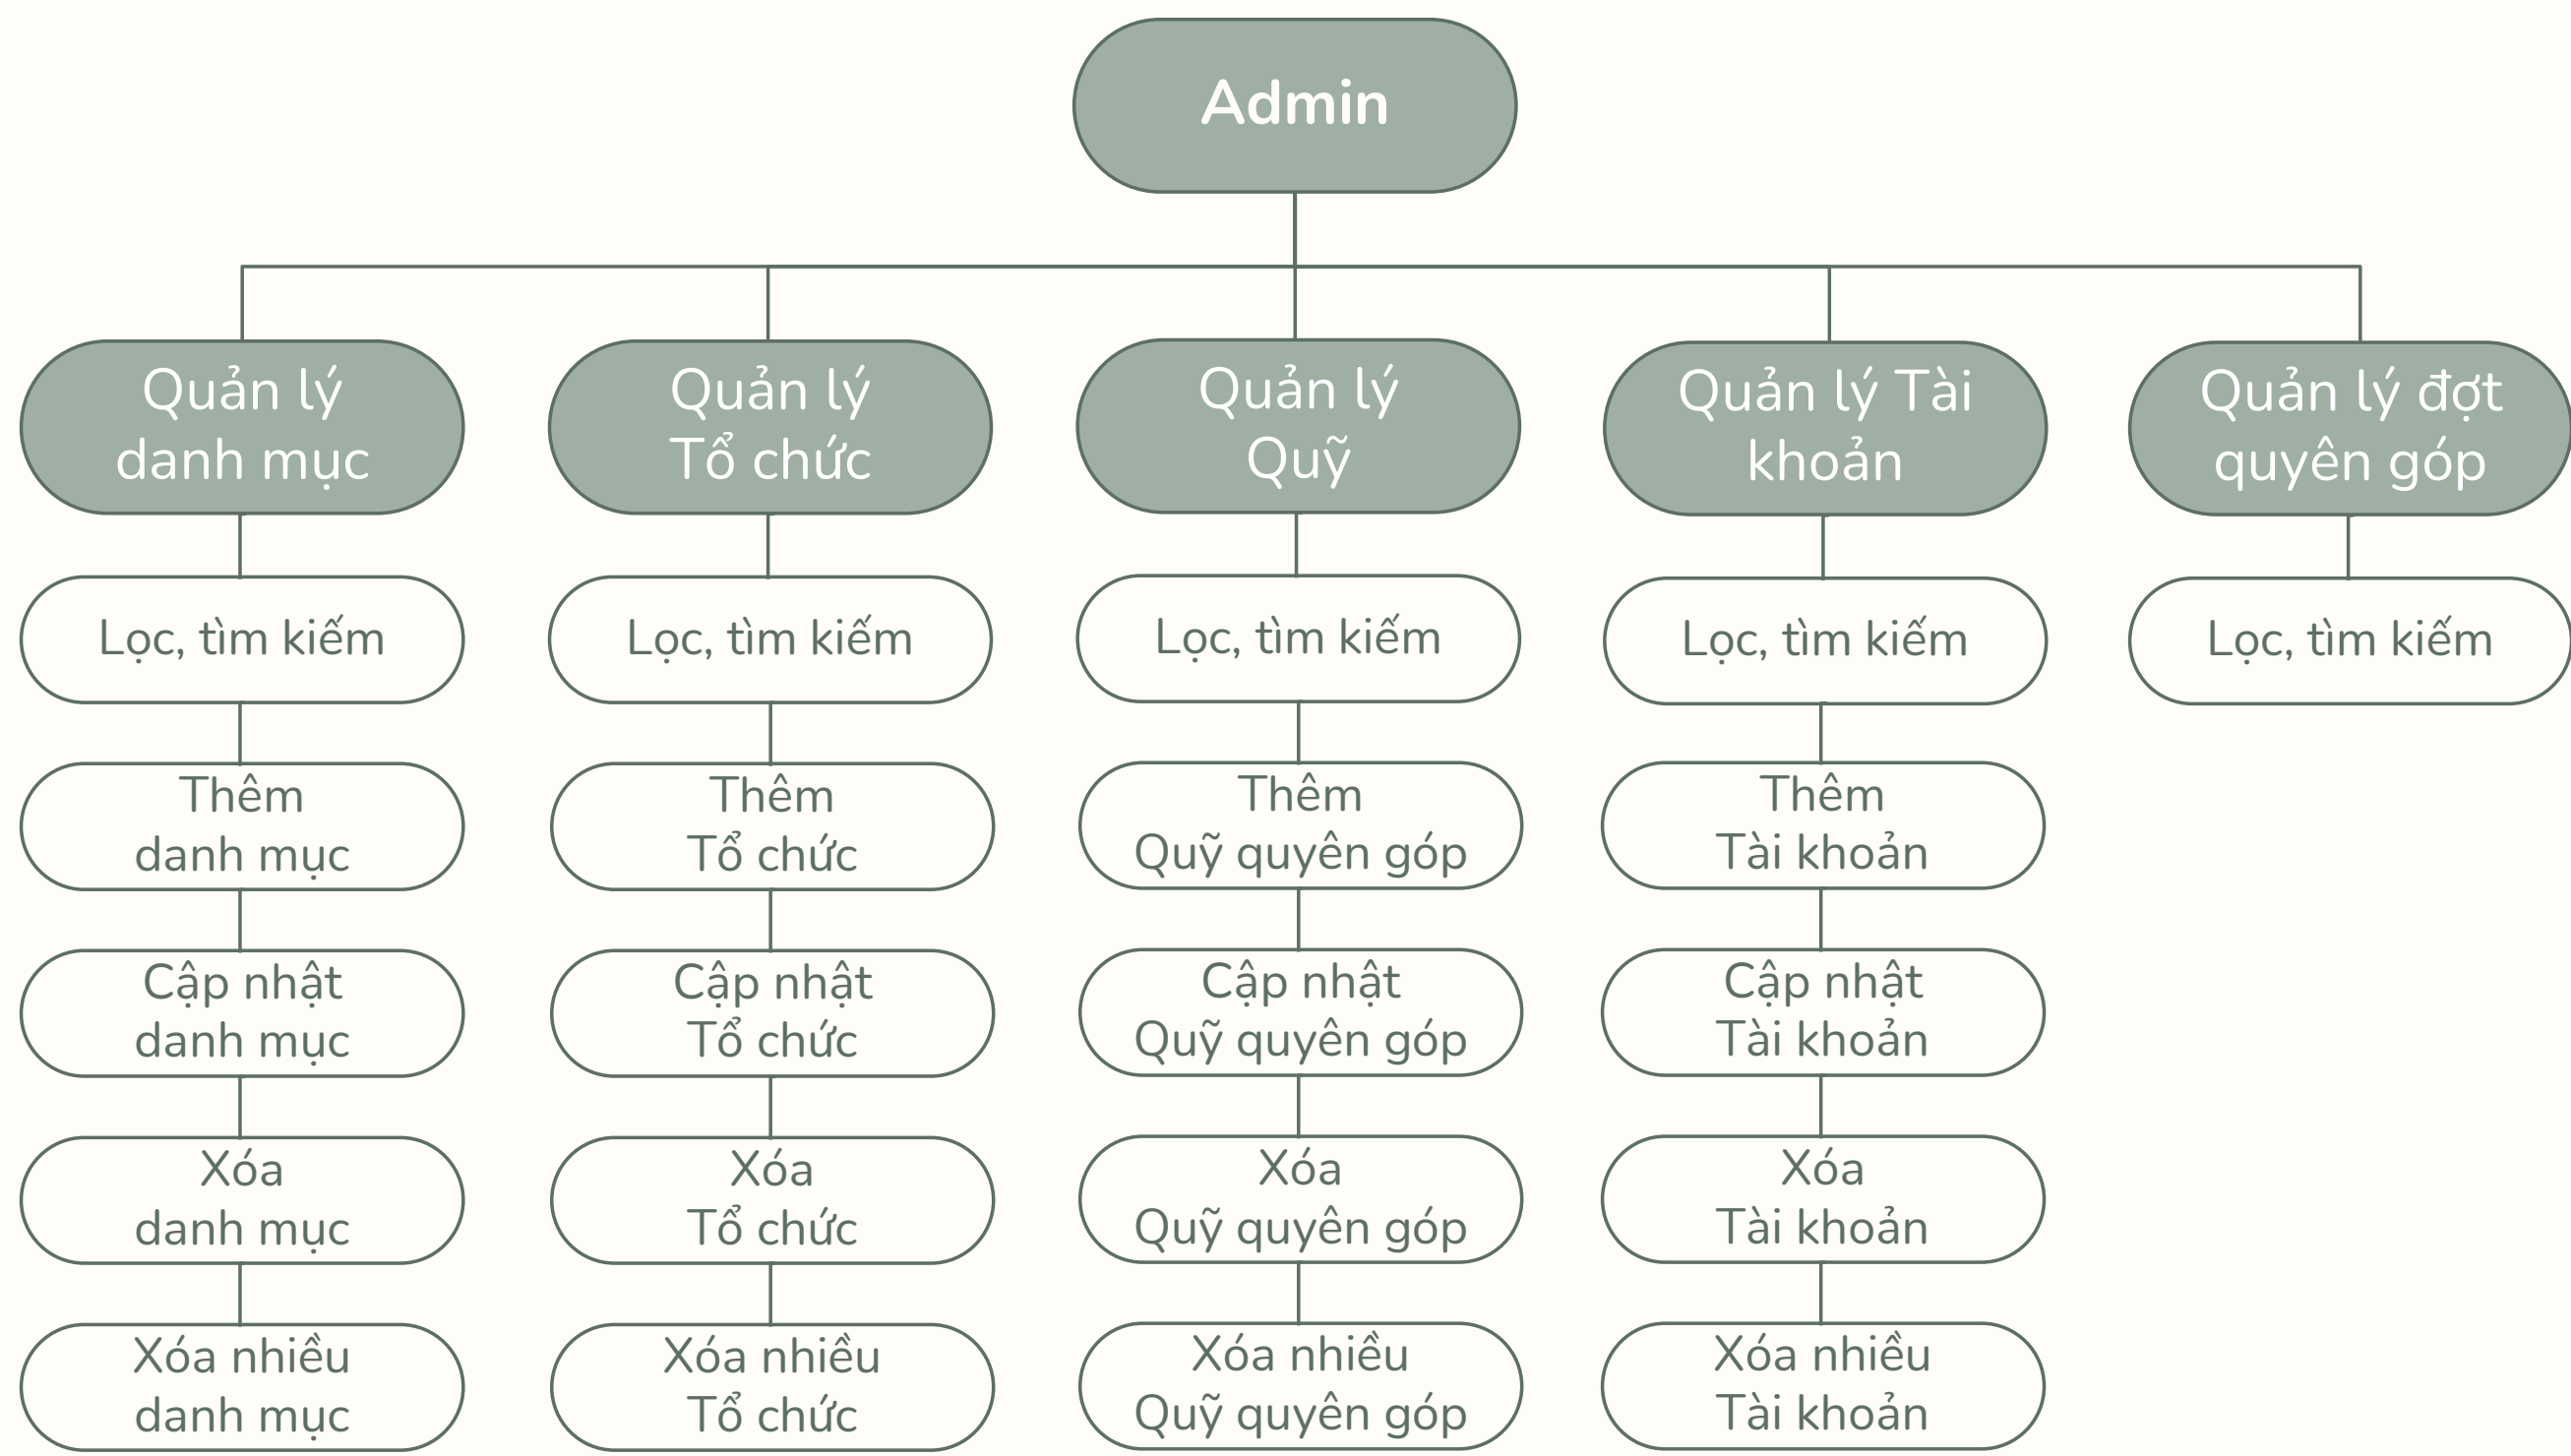 Admin
Quản lý
danh mục
Quản lý
Tổ chức
Quản lý
Quỹ
Quản lý Tài
khoản
Quản lý đợt
quyên góp
Lọc, tìm kiếm
Lọc, tìm kiếm
Lọc, tìm kiếm
Lọc, tìm kiếm
Lọc, tìm kiếm
Thêm
danh mục
Thêm
Tổ chức
Thêm
Quỹ quyên góp
Thêm
Tài khoản
Cập nhật
danh mục
Cập nhật
Tổ chức
Cập nhật
Quỹ quyên góp
Cập nhật
Tài khoản
Xóa
danh mục
Xóa
Tổ chức
Xóa
Quỹ quyên góp
Xóa
Tài khoản
Xóa nhiều
danh mục
Xóa nhiều
Tổ chức
Xóa nhiều
Quỹ quyên góp
Xóa nhiều
Tài khoản